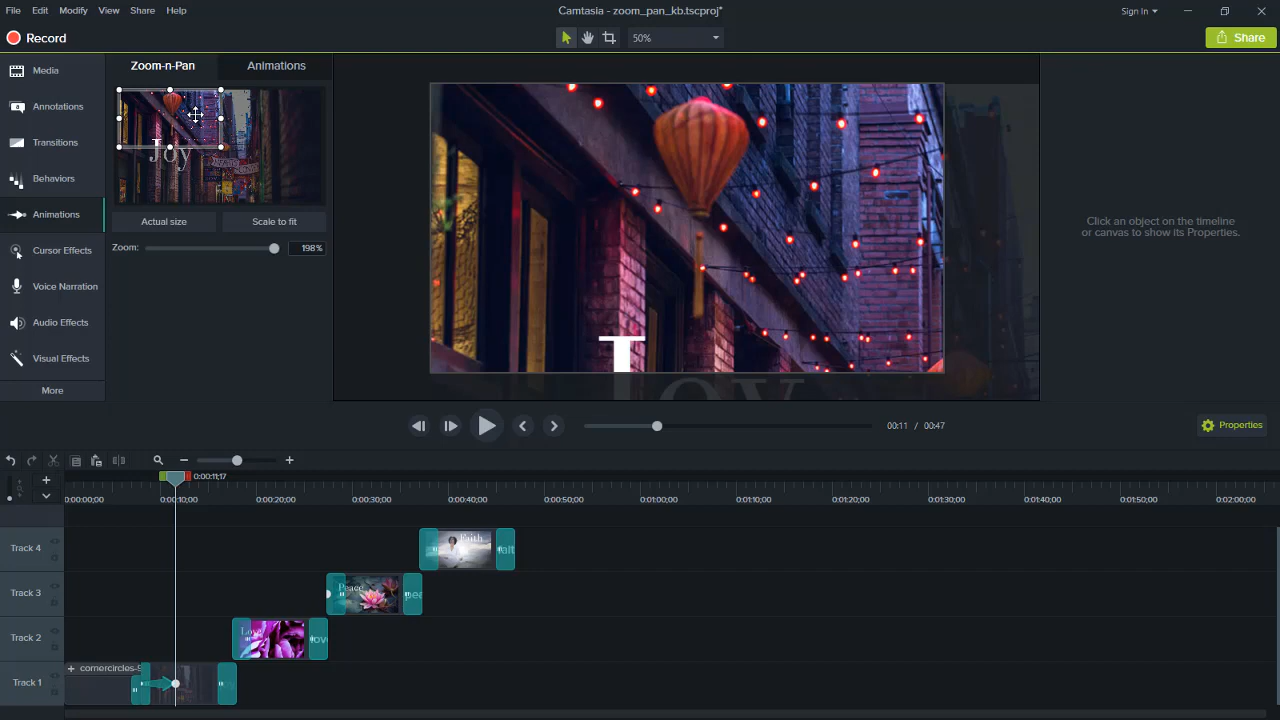 File Edit Modify View Share Help
Camtasia - zoom_pan_kb.tscproj*
Sign In
Record
50%
Share
Media
Annotations
Transitions
Behaviors
Animations
Cursor Effects
Voice Narration
Audio Effects
Visual Effects
More
Zoom-n-Pan
Animations
Joy
Actual size
Scale to fit
Zoom:
198%
Joy
Click an object on the timeline
or canvas to show its Properties.
00:11 / 00:47
Properties
0:00:11;17
0:00:00;00 0:00:10;00 0:00:20;00 0:00:30;00 0:00:40;00 0:00:50;00 0:01:00;00 0:01:10;00 0:01:20;00 0:01:30;00 0:01:40;00 0:01:50;00 0:02:00;00
Track 4
Faith
Track 3
Peace
Track 2
Love
Track 1